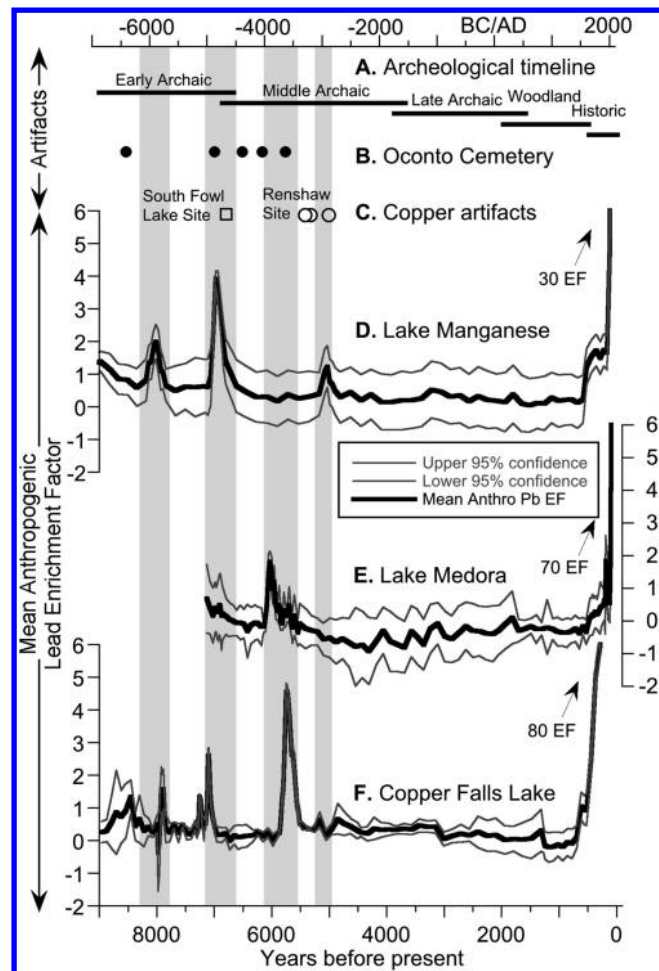 -6000 -4000 -2000 BC/AD 2000
A. Archeological timeline
Early Archaic
Middle Archaic
Late Archaic
Woodland
Historic
Artifacts
B. Oconto Cemetery
South Fowl
Lake Site
Renshaw
Site
C. Copper artifacts
6
5
4
3
2
1
0
-1
-2
30 EF
D. Lake Manganese
Mean Anthropogenic
Lead Enrichment Factor
Upper 95% confidence
Lower 95% confidence
Mean Anthro Pb EF
6
5
4
3
2
1
0
-1
-2
70 EF
E. Lake Medora
6
5
4
3
2
1
0
-1
-2
80 EF
F. Copper Falls Lake
8000 6000 4000 2000 0
Years before present